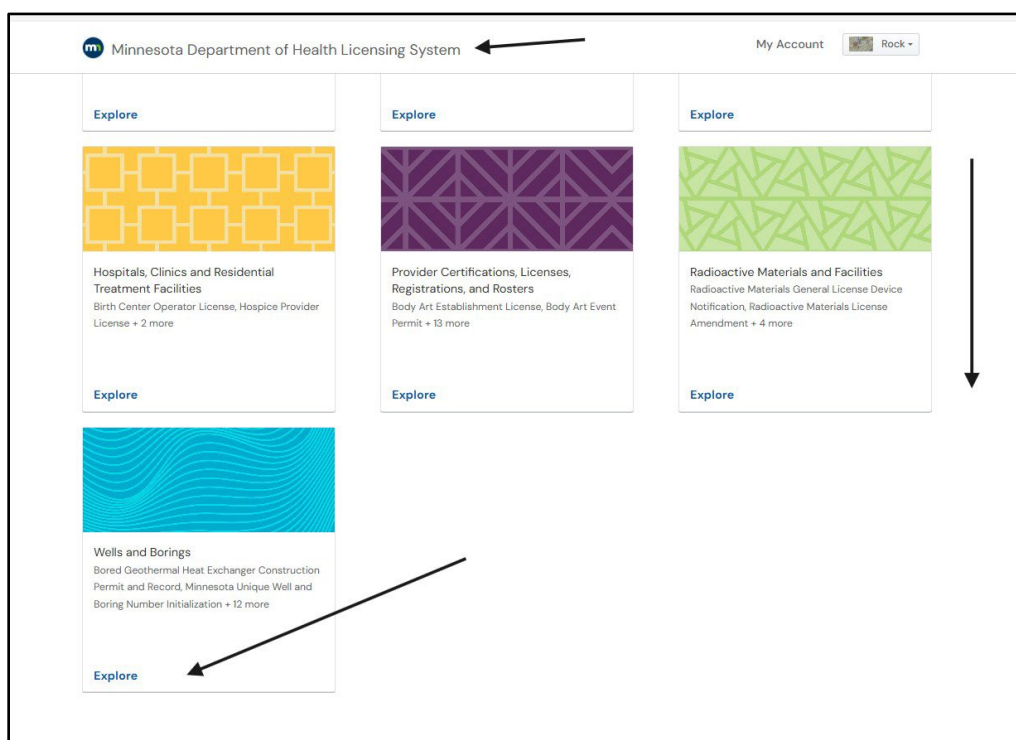 mn Minnesota Department of Health Licensing System
My Account
Rock
Explore
Explore
Explore
Hospitals, Clinics and Residential
Treatment Facilities
Birth Center Operator License, Hospice Provider
License + 2 more
Explore
Provider Certifications, Licenses,
Registrations, and Rosters
Body Art Establishment License, Body Art Event
Permit + 13 more
Explore
Radioactive Materials and Facilities
Radioactive Materials General License Device
Notification, Radioactive Materials License
Amendment + 4 more
Explore
Wells and Borings
Bored Geothermal Heat Exchanger Construction
Permit and Record, Minnesota Unique Well and
Boring Number Initialization + 12 more
Explore